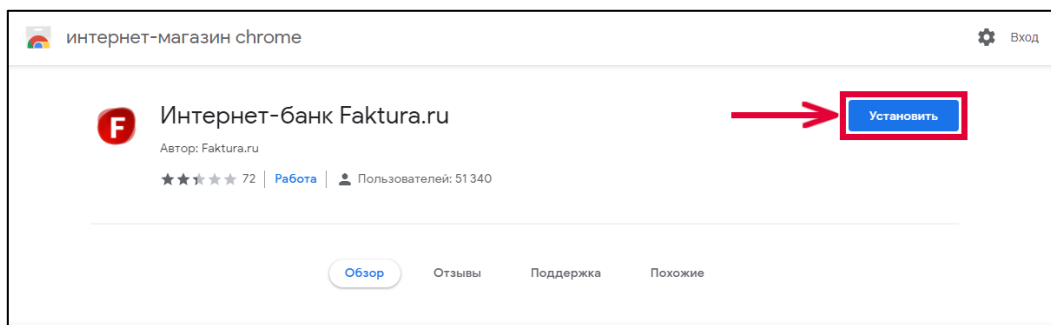 интернет-магазин chrome
Вход
F
Интернет-банк Faktura.ru
Установить
Автор: Faktura.ru
72 Работа Пользователей: 51 340
Обзор Отзывы Поддержка Похожие